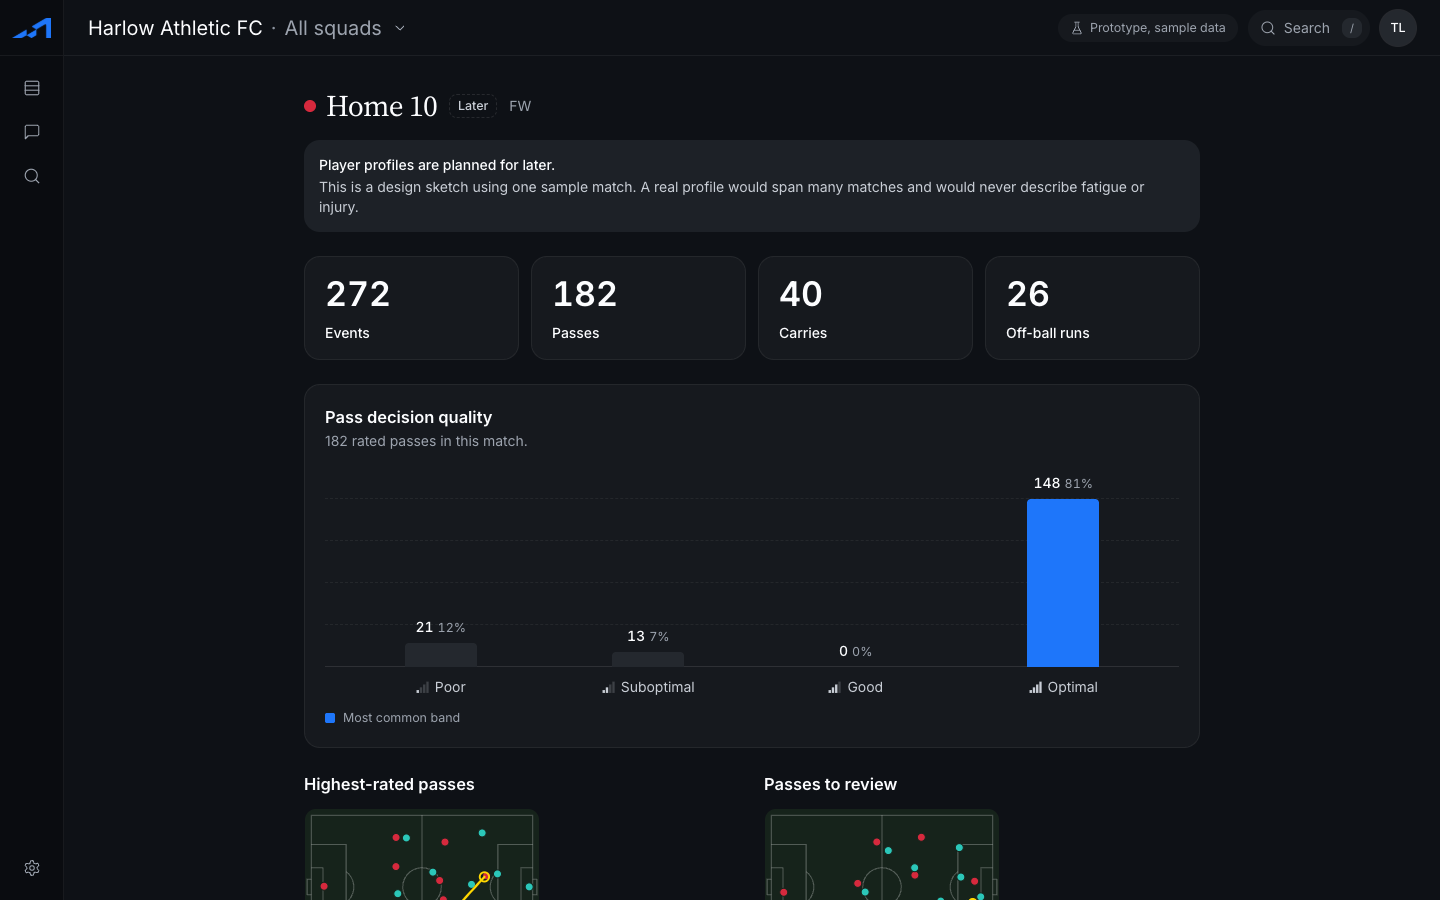 Harlow Athletic FC · All squads
Prototype, sample data
Search /
TL
Home 10 Later FW
Player profiles are planned for later.
This is a design sketch using one sample match. A real profile would span many matches and would never describe fatigue or
injury.
272
Events
182
Passes
40
Carries
26
Off-ball runs
Pass decision quality
182 rated passes in this match.
21 12%
13 7%
0 0%
148 81%
Poor
Suboptimal
Good
Optimal
Most common band
Highest-rated passes
Passes to review